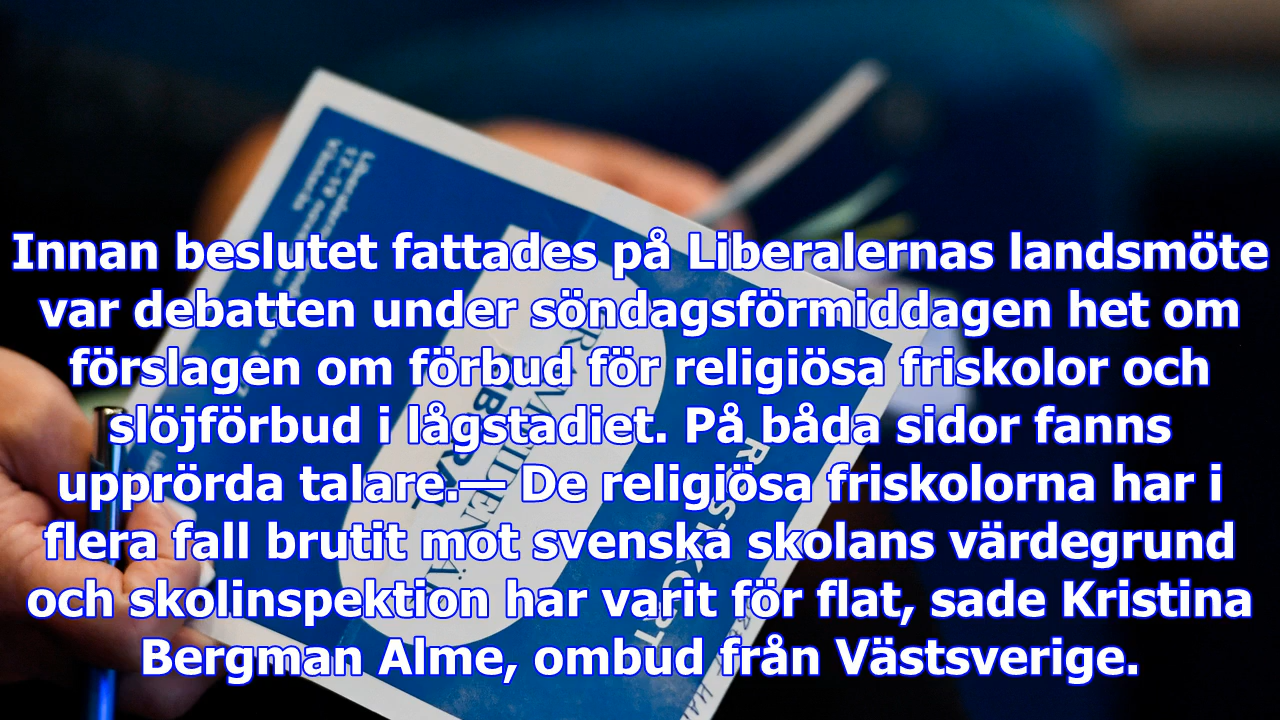 Innan beslutet fattades på Liberalernas landsmöte
var debatten under söndagsförmiddagen het om
förslagen om förbud för religiösa friskolor och
slöjförbud i lågstadiet. På båda sidor fanns
upprörda talare.— De religiösa friskolorna har i
flera fall brutit mot svenska skolans värdegrund
och skolinspektion har varit för flat, sade Kristina
Bergman Alme, ombud från Västsverige.
RÖSTKORT